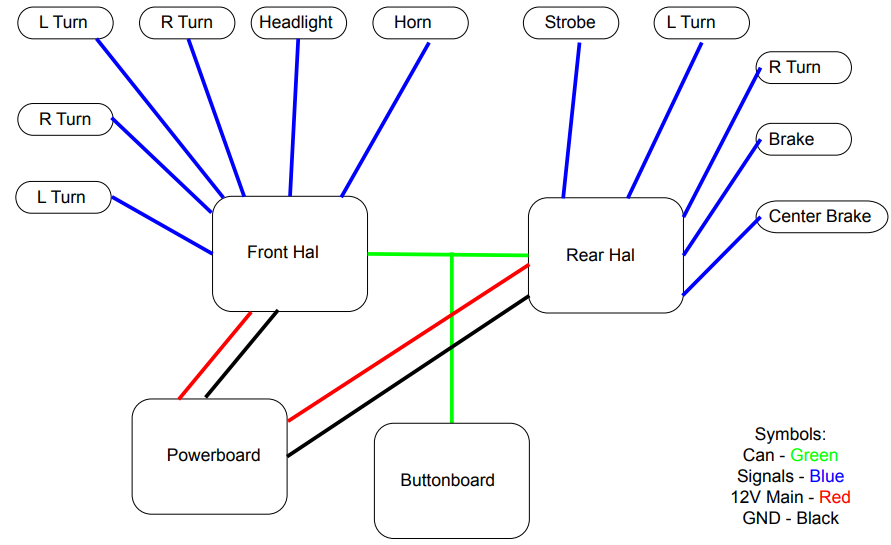 L Turn
R Turn
Headlight
Horn
Strobe
L Turn
R Turn
R Turn
Brake
L Turn
Center Brake
Front Hal
Rear Hal
Powerboard
Buttonboard
Symbols:
Can - Green
Signals - Blue
12V Main - Red
GND - Black